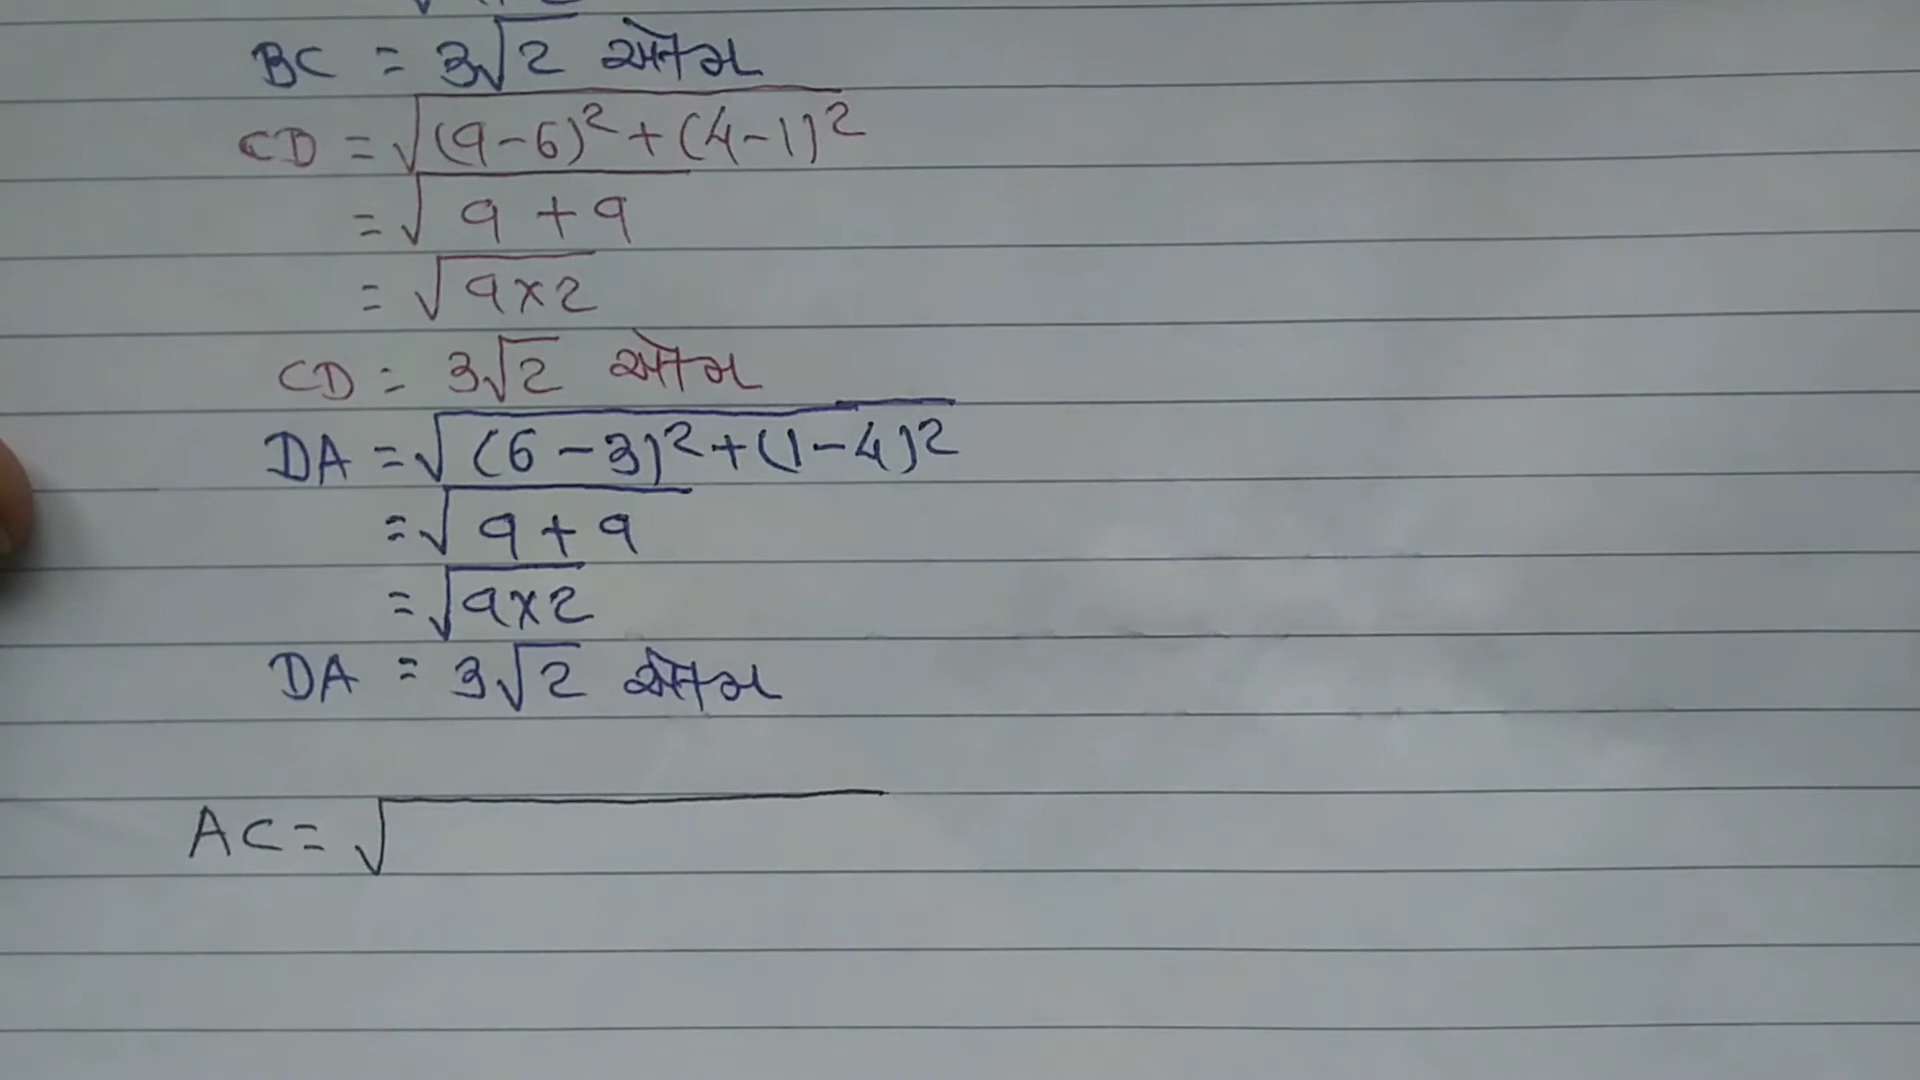 BC = 3√2 એકમ
CD = √(9-6)² + (4-1)²
= √9 + 9
= √9×2
CD = 3√2 એકમ
DA = √(6-3)² + (1-4)²
= √9 + 9
= √9×2
DA = 3√2 એકમ
AC = √